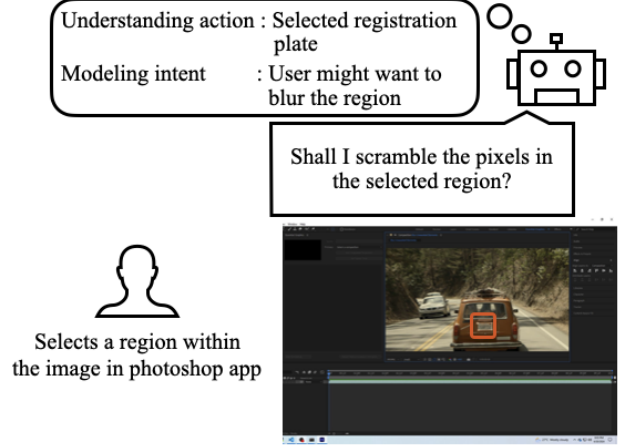 Understanding action : Selected registration
plate
Modeling intent : User might want to
blur the region
Shall I scramble the pixels in
the selected region?
Selects a region within
the image in photoshop app